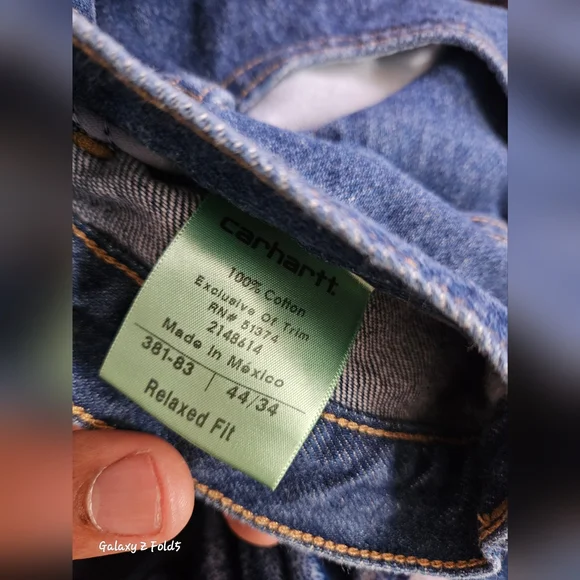 carhartt
100% Cotton
Exclusive Of Trim
RN# 51374
2148614
Made In México
381-83 | 44/34
Relaxed Fit
Galaxy Z Fold5